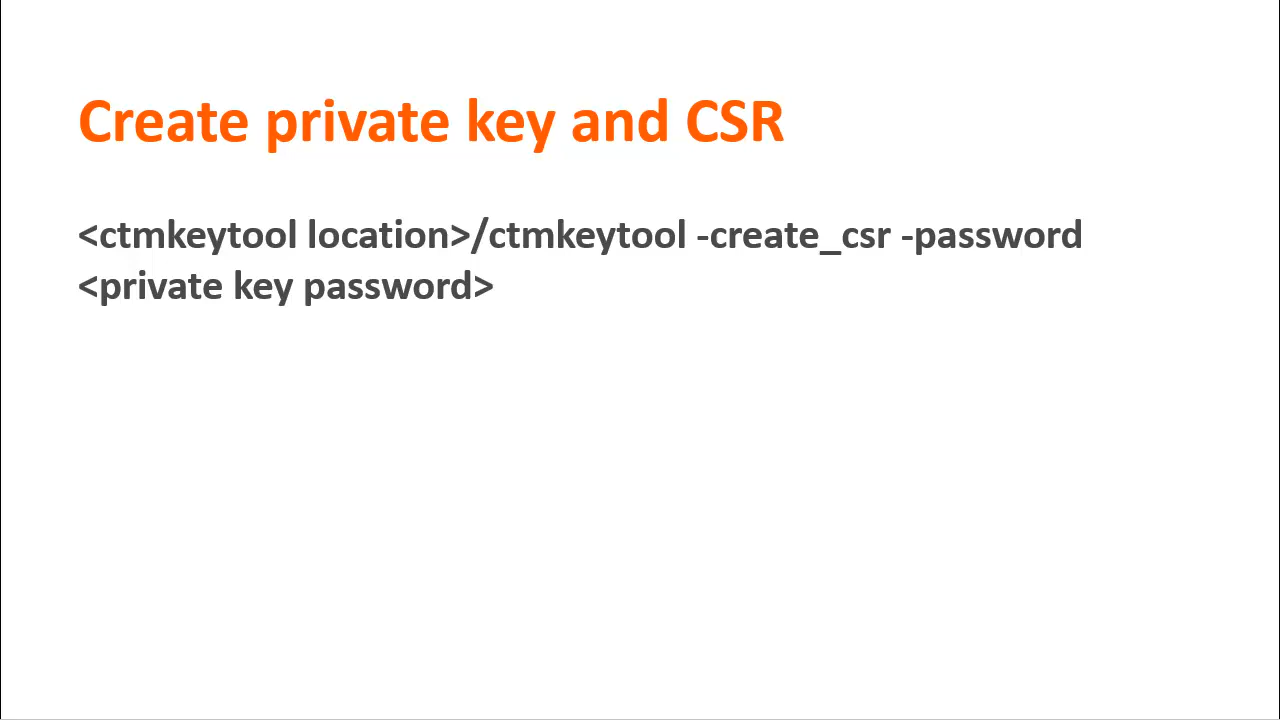 Create private key and CSR
<ctmkeytool location>/ctmkeytool -create_csr -password
<private key password>